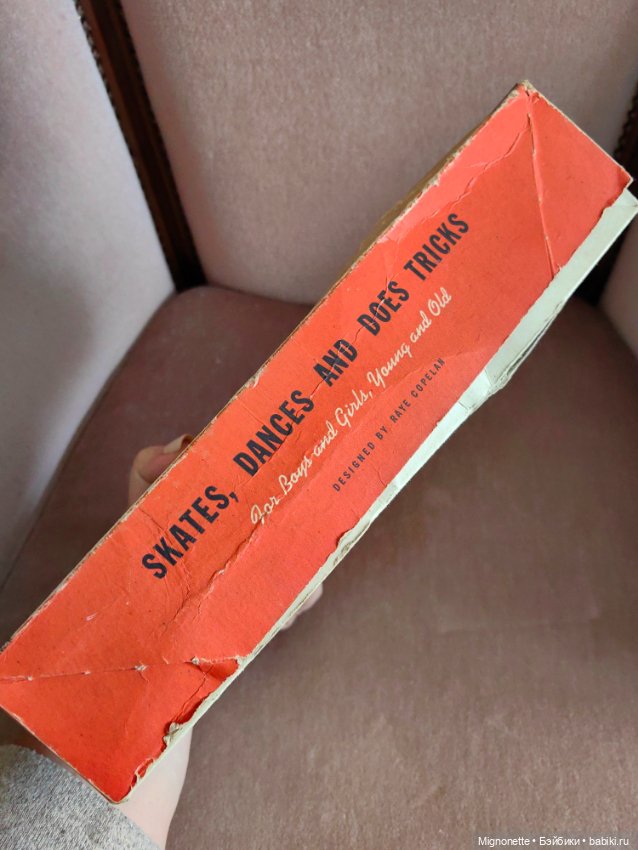 SKATES, DANCES AND DOES TRICKS
For Boys and Girls, Young and Old
DESIGNED BY RAYE COPELAN
Mignonette • Бэйбики • babiki.ru